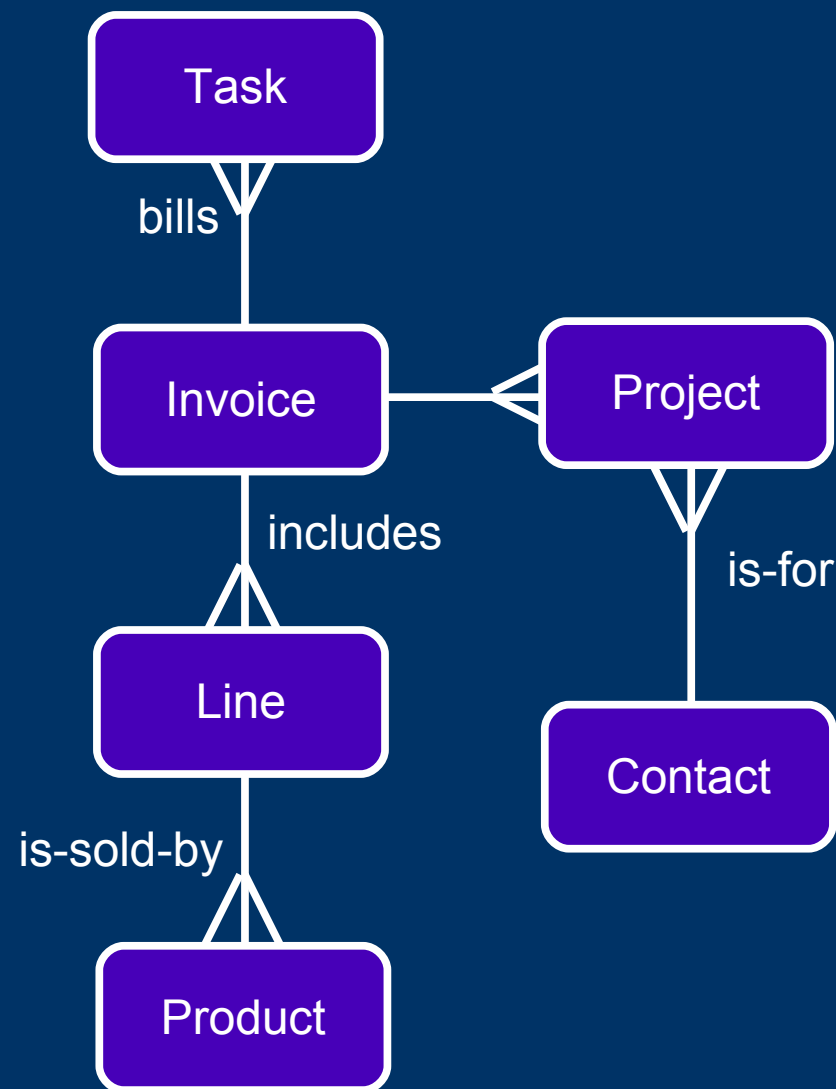 Task
bills
Invoice
Project
includes
is-for
Line
Contact
is-sold-by
Product